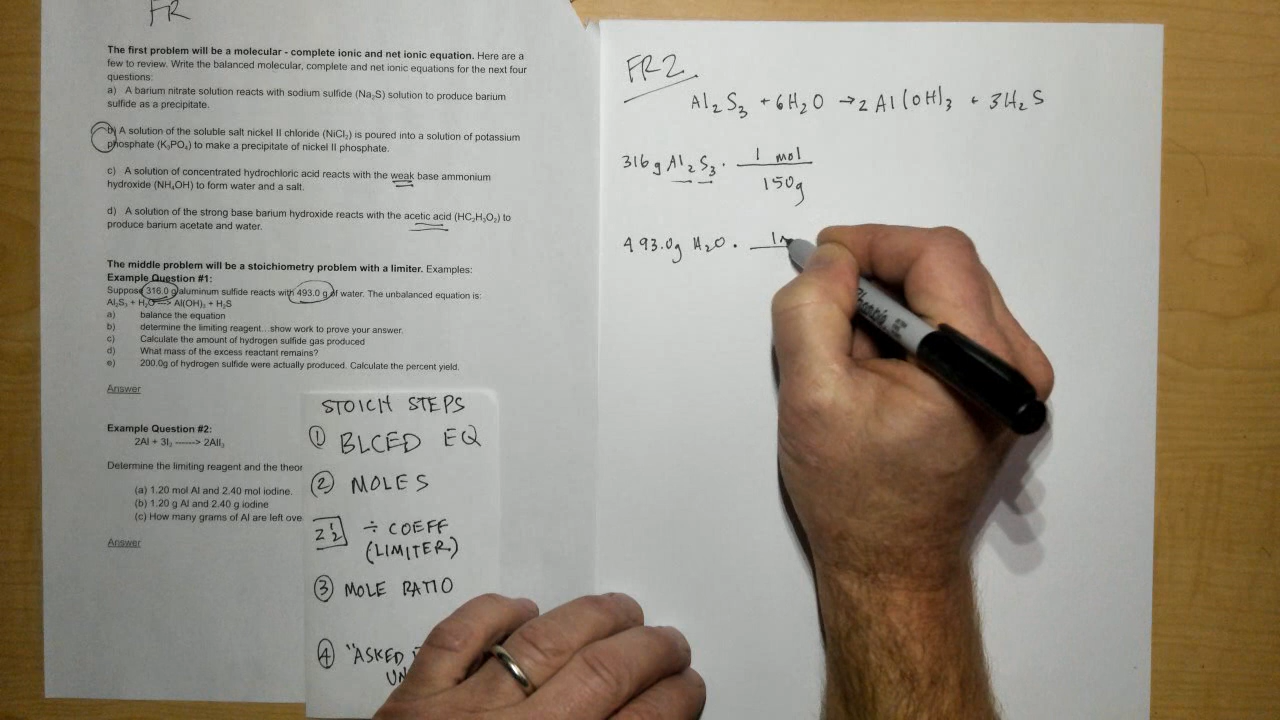 FR
The first problem will be a molecular - complete ionic and net ionic equation. Here are a
few to review. Write the balanced molecular, complete and net ionic equations for the next four
questions:
a) A barium nitrate solution reacts with sodium sulfide (Na₂S) solution to produce barium
sulfide as a precipitate.
b) A solution of the soluble salt nickel II chloride (NiCl₂) is poured into a solution of potassium
phosphate (K₃PO₄) to make a precipitate of nickel II phosphate.
c) A solution of concentrated hydrochloric acid reacts with the weak base ammonium
hydroxide (NH₄OH) to form water and a salt.
d) A solution of the strong base barium hydroxide reacts with the acetic acid (HC₂H₃O₂) to
produce barium acetate and water.
The middle problem will be a stoichiometry problem with a limiter. Examples:
Example Question #1:
Suppose 316.0 g aluminum sulfide reacts with 493.0 g of water. The unbalanced equation is:
Al₂S₃ + H₂O ---> Al(OH)₃ + H₂S
a) balance the equation
b) determine the limiting reagent...show work to prove your answer.
c) Calculate the amount of hydrogen sulfide gas produced
d) What mass of the excess reactant remains?
e) 200.0g of hydrogen sulfide were actually produced. Calculate the percent yield.
Answer
Example Question #2:
2Al + 3I₂ ------> 2AlI₃
Determine the limiting reagent and the theor
(a) 1.20 mol Al and 2.40 mol iodine.
(b) 1.20 g Al and 2.40 g iodine
(c) How many grams of Al are left ove
Answer
STOICH STEPS
① BLCED EQ
② MOLES
2½ ÷ COEFF
(LIMITER)
③ MOLE RATIO
④ "ASKED
UN
FR2
Al₂S₃ + 6H₂O → 2Al(OH)₃ + 3H₂S
316g Al₂S₃ · 1 mol
150g
493.0g H₂O · 1
Sharpie